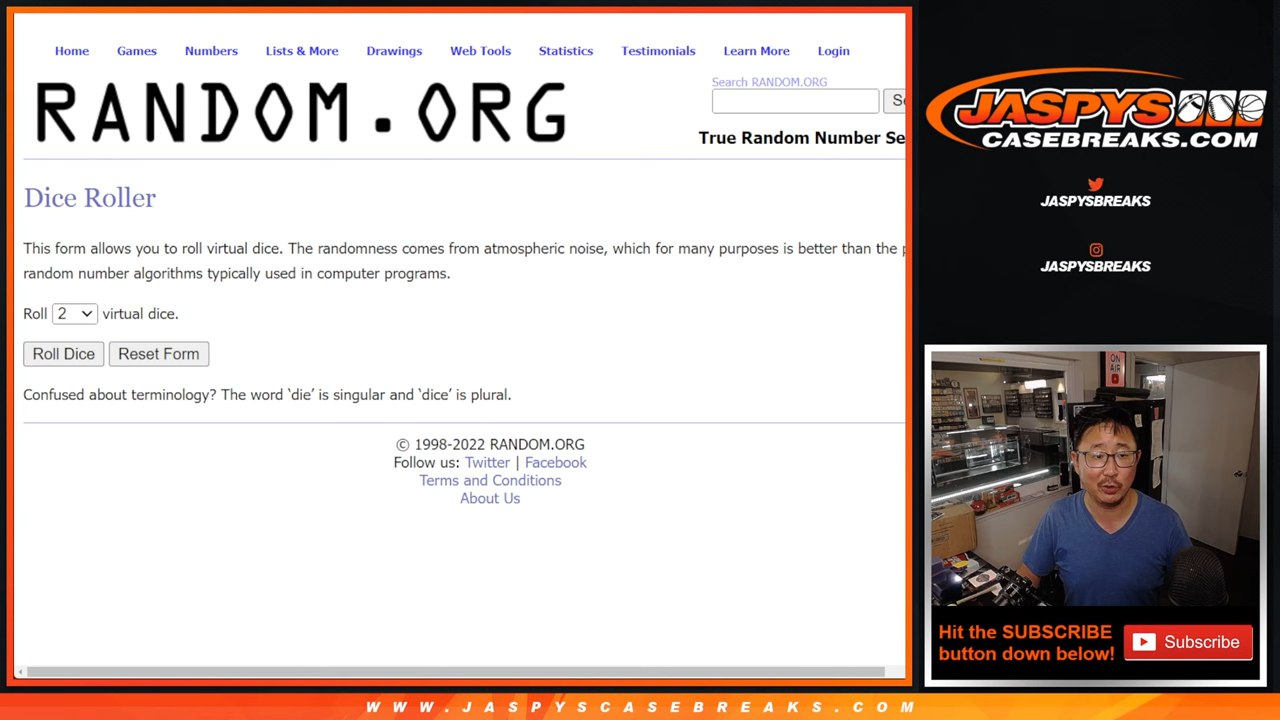 Home Games Numbers Lists & More Drawings Web Tools Statistics Testimonials Learn More Login
Search RANDOM.ORG
RANDOM.ORG
True Random Number Se
Dice Roller
This form allows you to roll virtual dice. The randomness comes from atmospheric noise, which for many purposes is better than the p
random number algorithms typically used in computer programs.
Roll 2 virtual dice.
Roll Dice Reset Form
Confused about terminology? The word ‘die’ is singular and ‘dice’ is plural.
© 1998-2022 RANDOM.ORG
Follow us: Twitter | Facebook
Terms and Conditions
About Us
JASPYS
CASEBREAKS.COM
JASPYSBREAKS
JASPYSBREAKS
ON
AIR
Hit the SUBSCRIBE
button down below!
Subscribe
WWW.JASPYSCASEBREAKS.COM